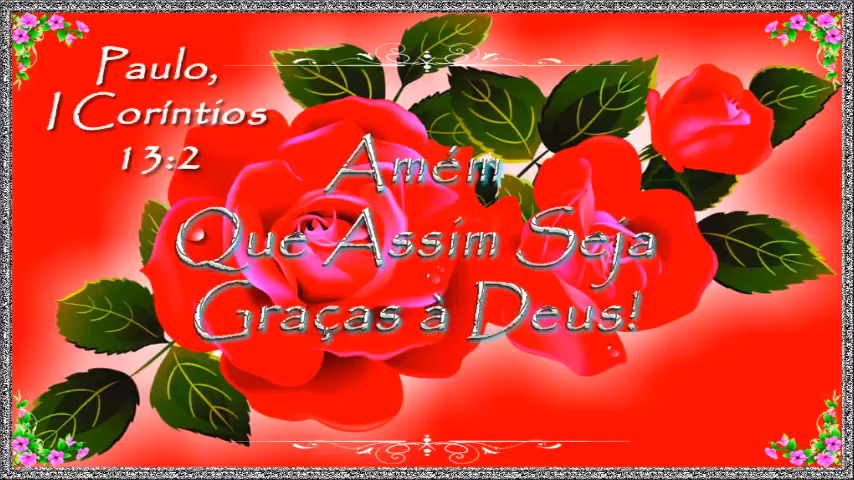 Paulo,
I Coríntios
13:2
Amém
Que Assim Seja
Graças à Deus!